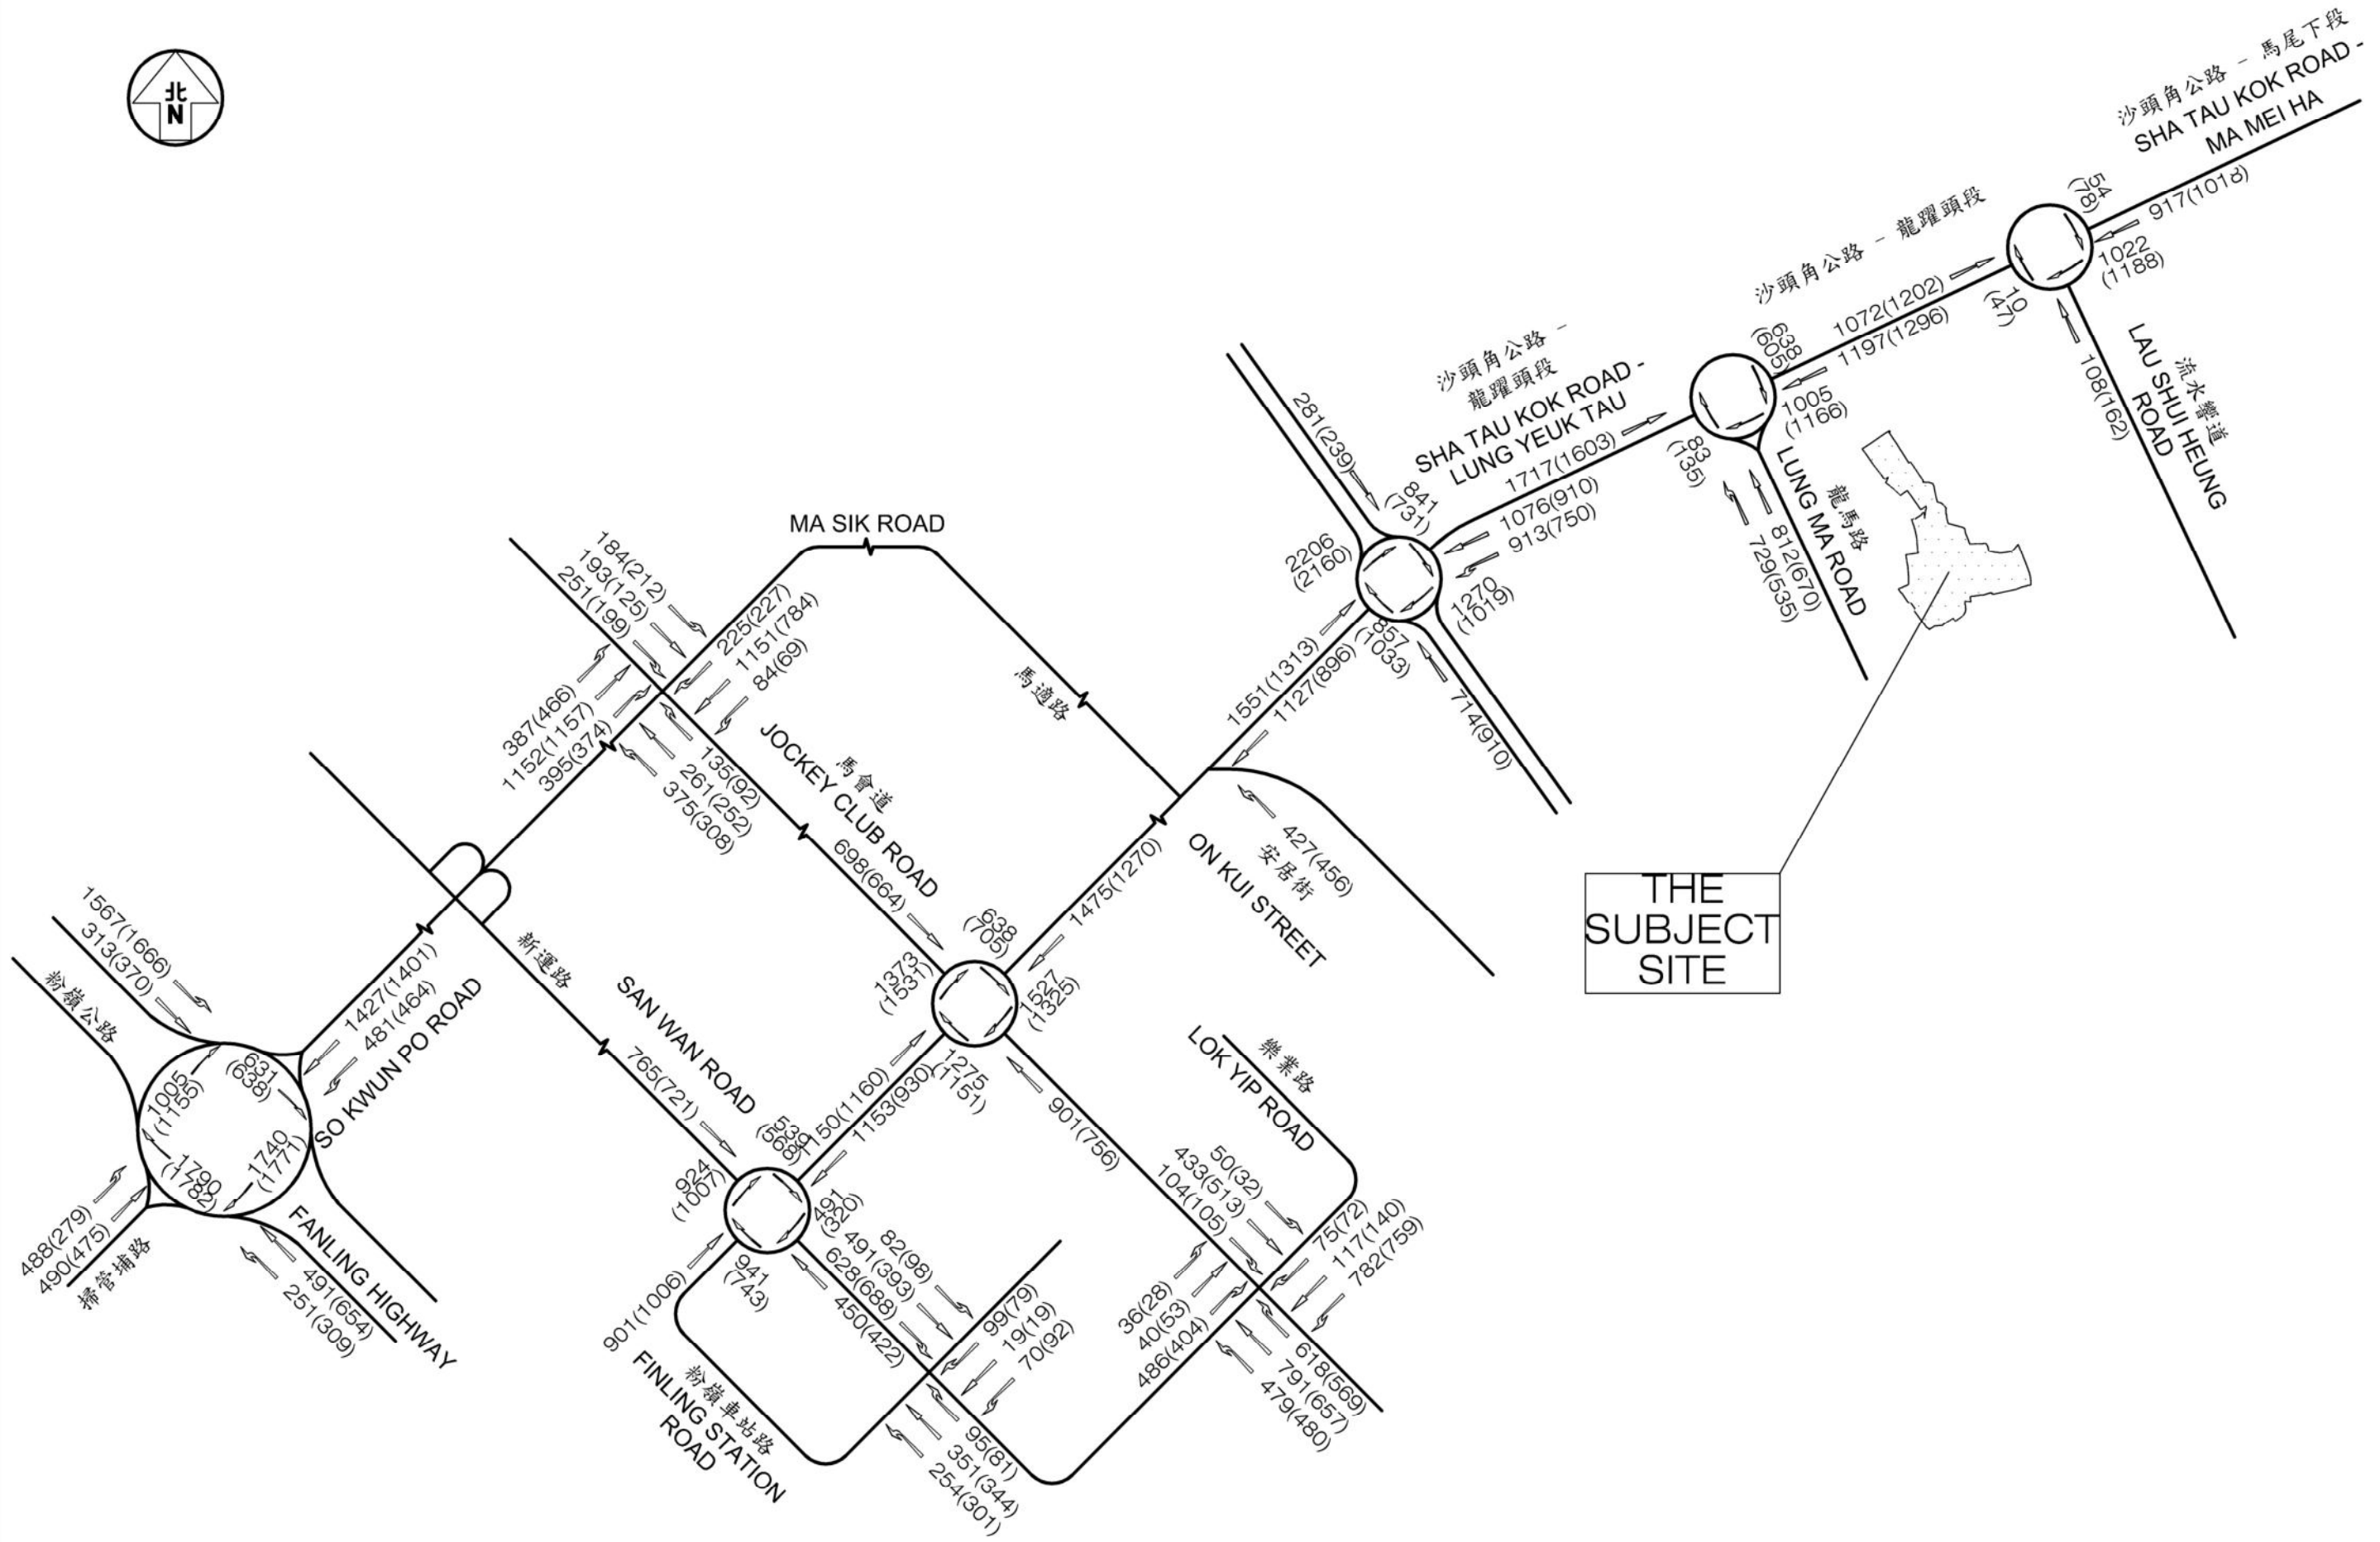 北
N
沙頭角公路 - 馬尾下段
SHA TAU KOK ROAD -
MA MEI HA
54
(78)
917(1018)
1022
(1188)
沙頭角公路 - 龍躍頭段
1072(1202)
1197(1296)
10
(47)
108(162)
流水響道
LAU SHUI HEUNG
ROAD
638
(605)
1005
(1166)
83
(135)
812(670)
729(535)
龍馬路
LUNG MA ROAD
沙頭角公路 -
龍躍頭段
SHA TAU KOK ROAD -
LUNG YEUK TAU
1717(1603)
1076(910)
913(750)
281(239)
841
(731)
2206
(2160)
1270
(1019)
857
(1033)
714(910)
1551(1313)
1127(896)
THE
SUBJECT
SITE
MA SIK ROAD
馬適路
184(212)
193(125)
251(199)
225(227)
1151(784)
84(69)
387(466)
1152(1157)
395(374)
135(92)
261(252)
375(308)
馬會道
JOCKEY CLUB ROAD
698(664)
427(456)
安居街
ON KUI STREET
1475(1270)
638
(705)
1373
(1531)
1527
(1325)
1275
(1151)
901(756)
1150(1160)
1153(930)
1567(1666)
313(370)
粉嶺公路
1427(1401)
481(464)
SO KWUN PO ROAD
631
(638)
1005
(1155)
1740
(1771)
1790
(1782)
488(279)
490(475)
掃管埔路
491(654)
251(309)
FANLING HIGHWAY
新運路
SAN WAN ROAD
765(721)
924
(1007)
941
(743)
901(1006)
粉嶺車站路
FINLING STATION
ROAD
82(98)
491(393)
628(688)
450(422)
99(79)
19(19)
70(92)
95(81)
351(344)
254(301)
樂業路
LOK YIP ROAD
50(32)
433(513)
104(105)
75(72)
117(140)
782(759)
36(28)
40(53)
486(404)
618(569)
791(657)
479(480)